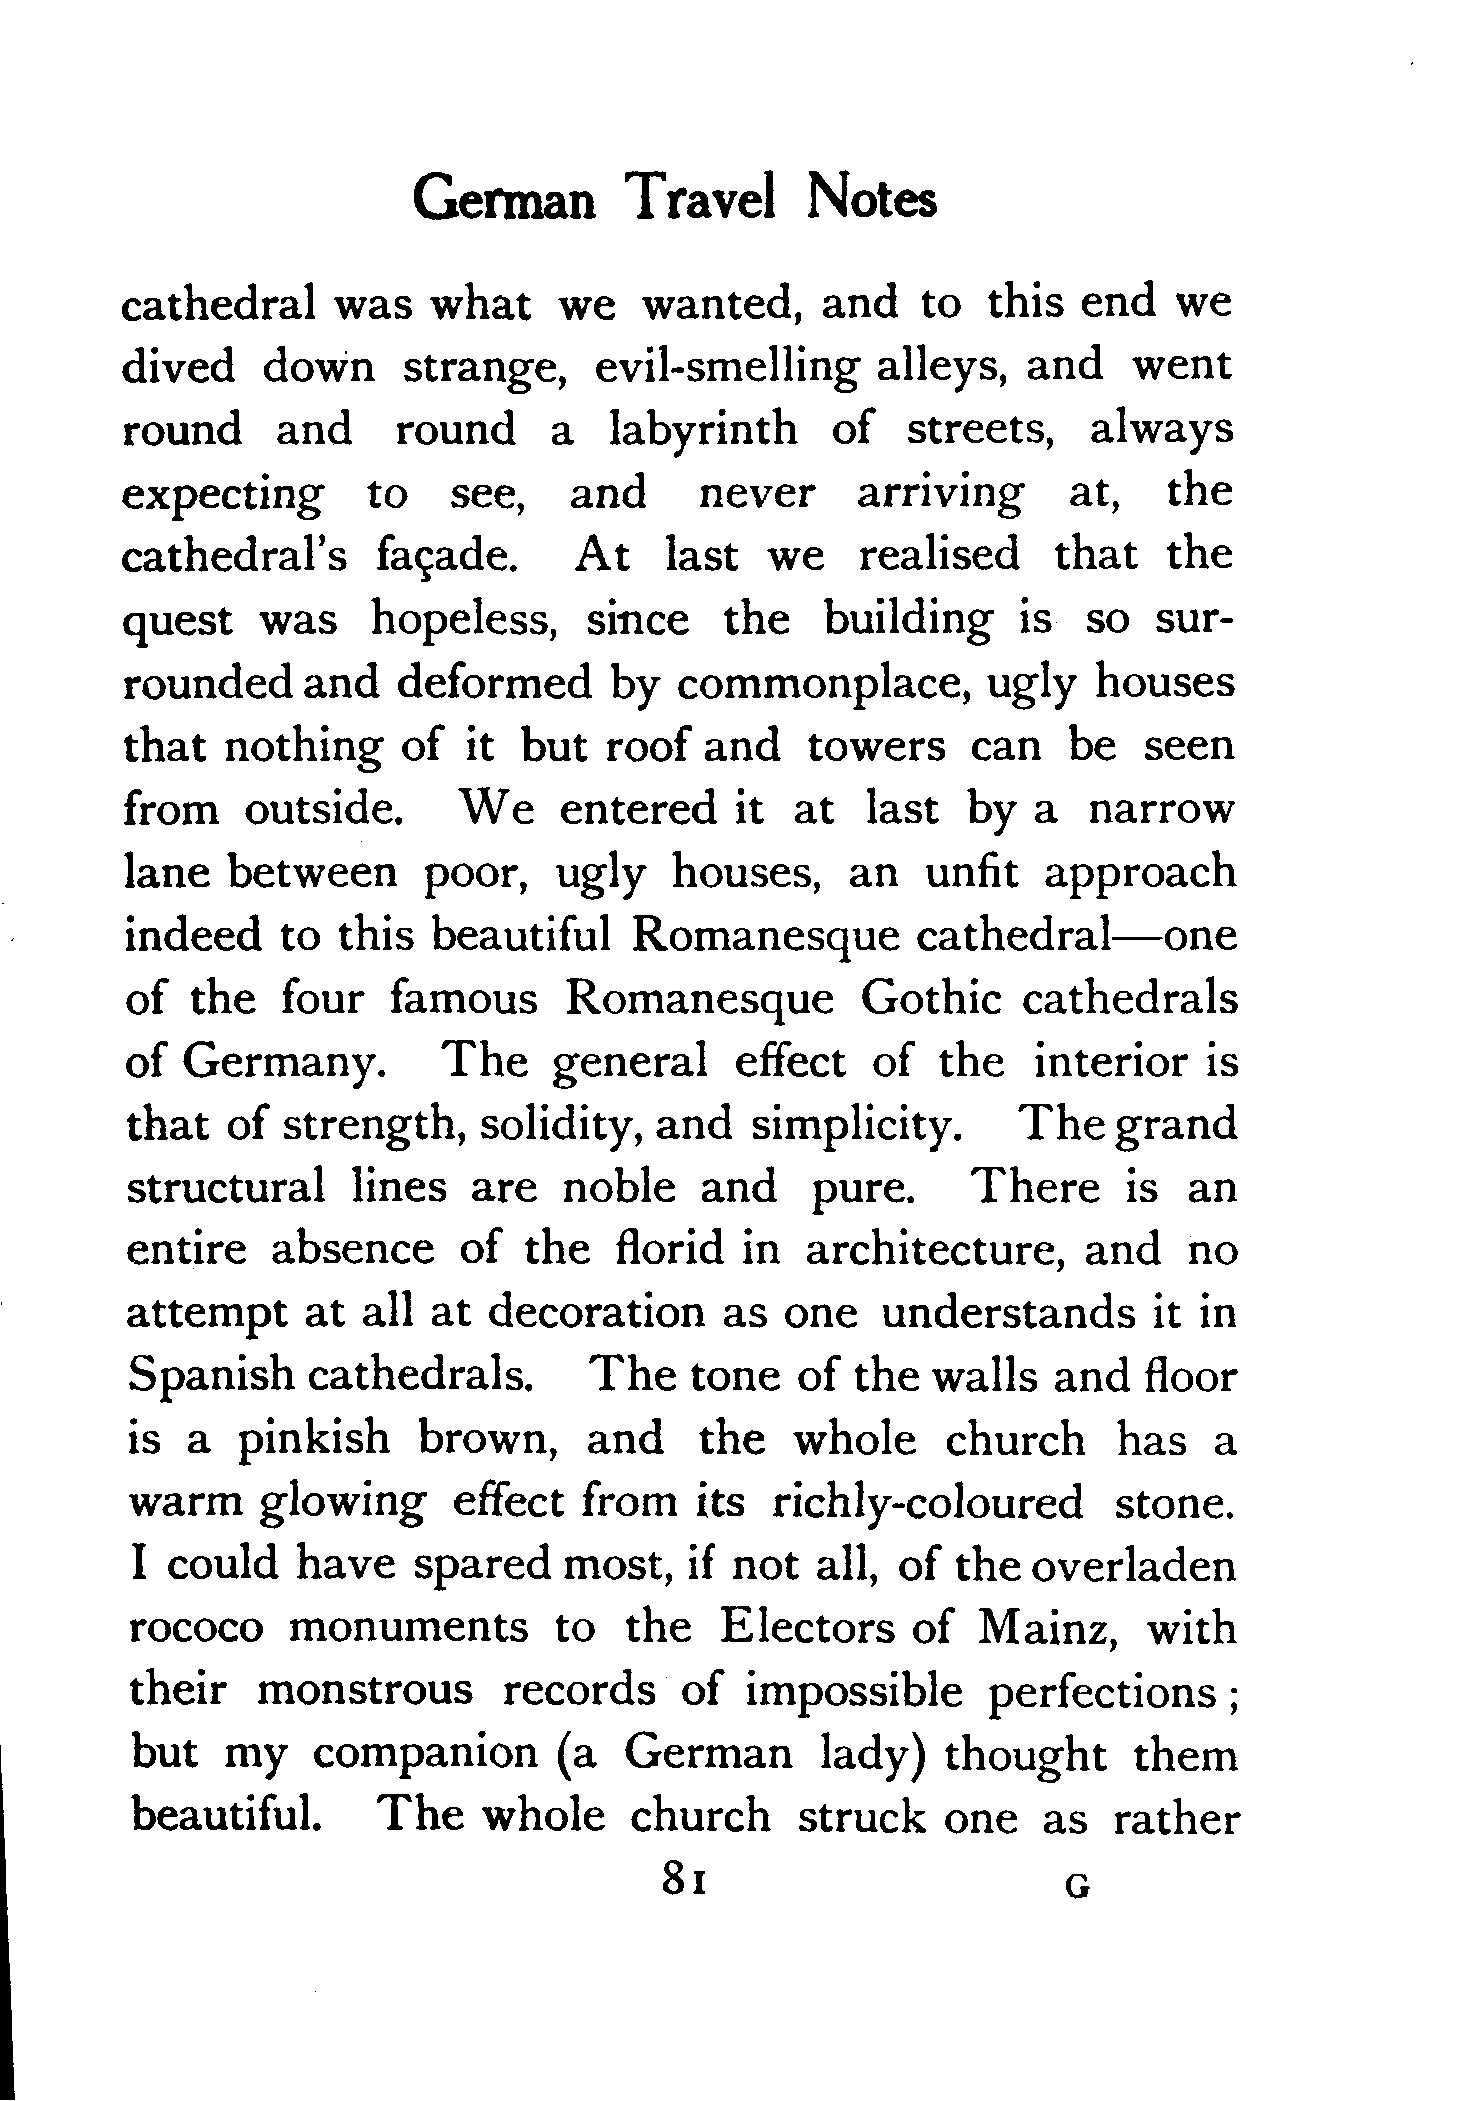 German Travel Notes
cathedral was what we wanted, and to this end we
dived down strange, evil-smelling alleys, and went
round and round a labyrinth of streets, always
expecting to see, and never arriving at, the
cathedral's façade. At last we realised that the
quest was hopeless, since the building is so sur-
rounded and deformed by commonplace, ugly houses
that nothing of it but roof and towers can be seen
from outside. We entered it at last by a narrow
lane between poor, ugly houses, an unfit approach
indeed to this beautiful Romanesque cathedral—one
of the four famous Romanesque Gothic cathedrals
of Germany. The general effect of the interior is
that of strength, solidity, and simplicity. The grand
structural lines are noble and pure. There is an
entire absence of the florid in architecture, and no
attempt at all at decoration as one understands it in
Spanish cathedrals. The tone of the walls and floor
is a pinkish brown, and the whole church has a
warm glowing effect from its richly-coloured stone.
I could have spared most, if not all, of the overladen
rococo monuments to the Electors of Mainz, with
their monstrous records of impossible perfections ;
but my companion (a German lady) thought them
beautiful. The whole church struck one as rather
81 G